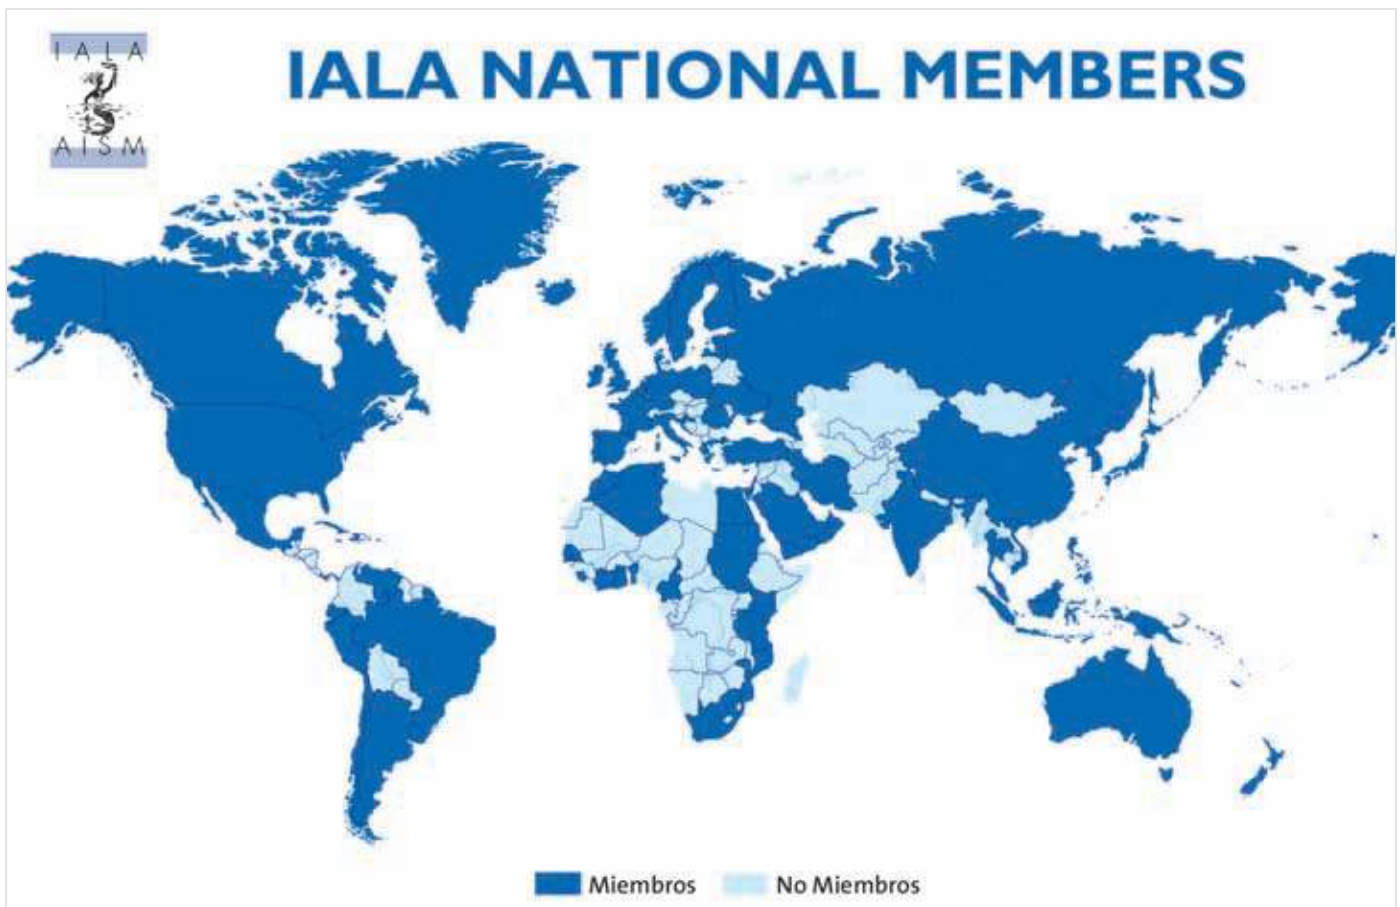 IALA
IALA NATIONAL MEMBERS
AISM
Miembros
No Miembros